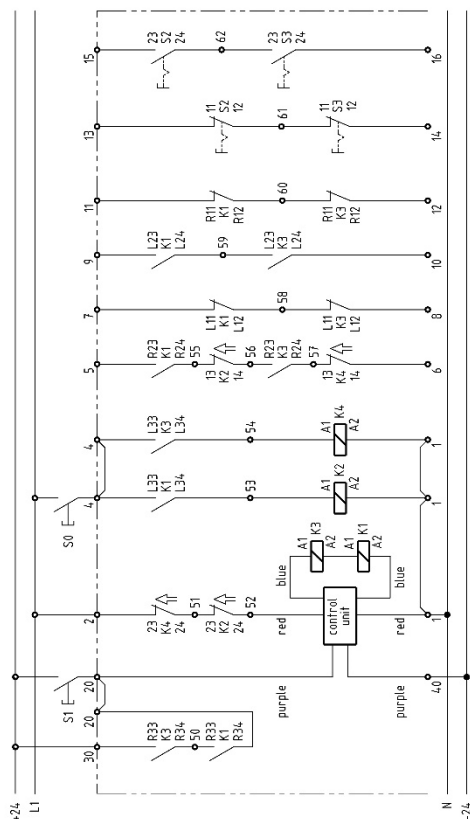 15
23
S2
24
62
23
S3
24
16
13
11
S2
12
61
11
S3
12
14
11
R11
K1
R12
60
R11
K3
R12
12
9
L23
K1
L24
59
L23
K3
L24
10
7
L11
K1
L12
58
L11
K3
L12
8
5
R23
K1
R24
55
13
K2
14
56
R23
K3
R24
57
13
K4
14
6
4
L33
K3
L34
54
A1
K4
A2
1
S0
4
L33
K1
L34
53
A1
K2
A2
1
A1
K3
A2
A1
K1
A2
blue
blue
2
23
K4
24
51
23
K2
24
52
red
control
unit
red
1
S1
20
purple
purple
40
20
30
R33
K3
R34
50
R33
K1
R34
+24
L1
N
-24